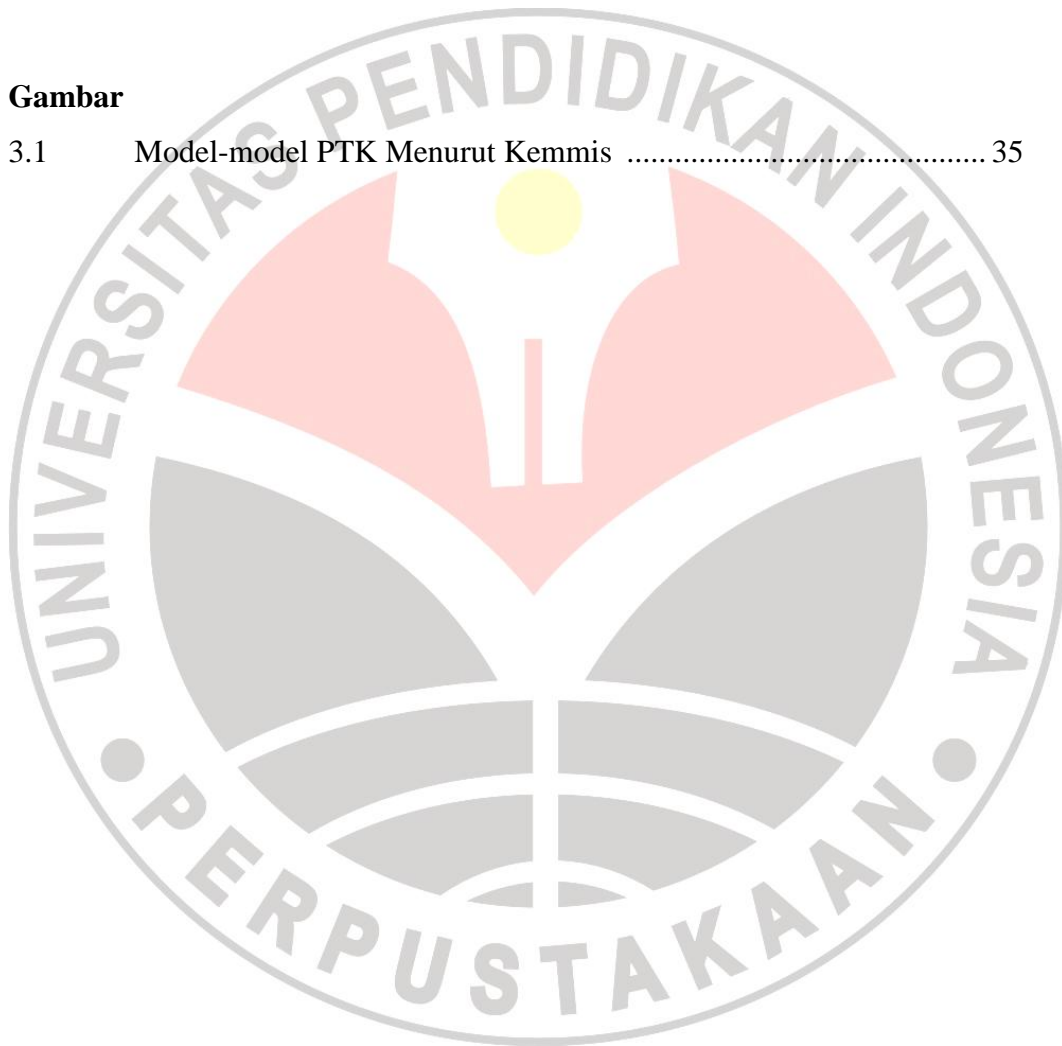 Gambar
3.1 Model-model PTK Menurut Kemmis ............................................. 35
UNIVERSITAS PENDIDIKAN INDONESIA
PERPUSTAKAAN